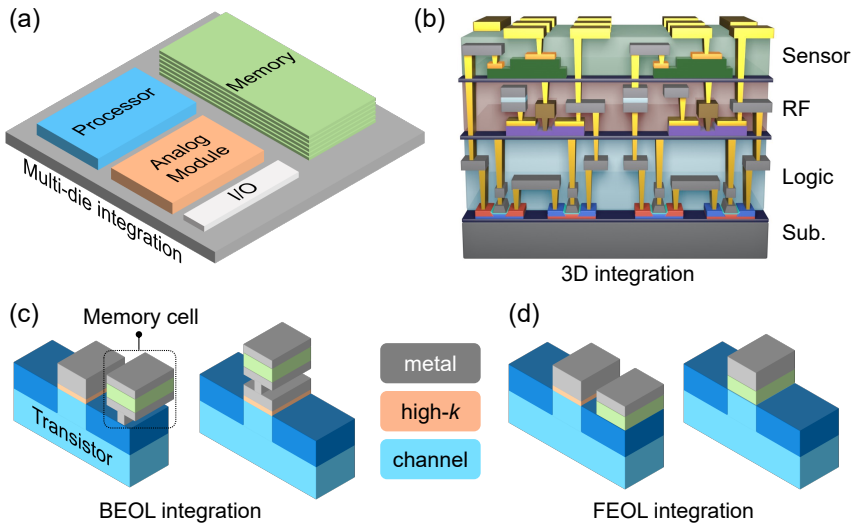 (a)
Processor
Memory
Analog
Module
I/O
Multi-die integration
(b)
Sensor
RF
Logic
Sub.
3D integration
(c)
Memory cell
Transistor
BEOL integration
metal
high-k
channel
(d)
FEOL integration